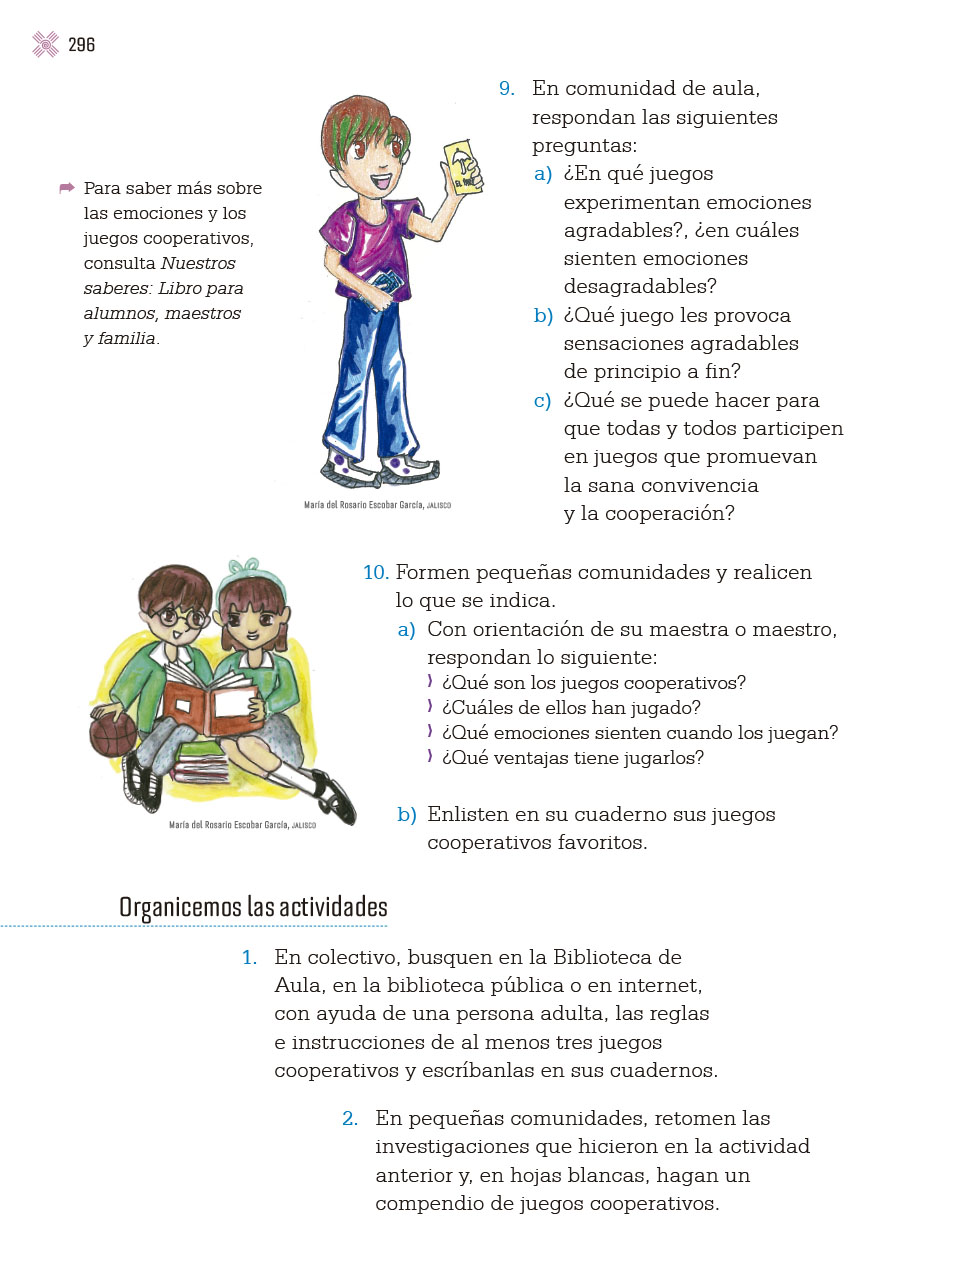 296
9. En comunidad de aula,
respondan las siguientes
preguntas:
a) ¿En qué juegos
experimentan emociones
agradables?, ¿en cuáles
sienten emociones
desagradables?
b) ¿Qué juego les provoca
sensaciones agradables
de principio a fin?
c) ¿Qué se puede hacer para
que todas y todos participen
en juegos que promuevan
la sana convivencia
y la cooperación?
Para saber más sobre
las emociones y los
juegos cooperativos,
consulta Nuestros
saberes: Libro para
alumnos, maestros
y familia.
María del Rosario Escobar García, JALISCO
10. Formen pequeñas comunidades y realicen
lo que se indica.
a) Con orientación de su maestra o maestro,
respondan lo siguiente:
¿Qué son los juegos cooperativos?
¿Cuáles de ellos han jugado?
¿Qué emociones sienten cuando los juegan?
¿Qué ventajas tiene jugarlos?
b) Enlisten en su cuaderno sus juegos
cooperativos favoritos.
María del Rosario Escobar García, JALISCO
Organicemos las actividades
1. En colectivo, busquen en la Biblioteca de
Aula, en la biblioteca pública o en internet,
con ayuda de una persona adulta, las reglas
e instrucciones de al menos tres juegos
cooperativos y escríbanlas en sus cuadernos.
2. En pequeñas comunidades, retomen las
investigaciones que hicieron en la actividad
anterior y, en hojas blancas, hagan un
compendio de juegos cooperativos.